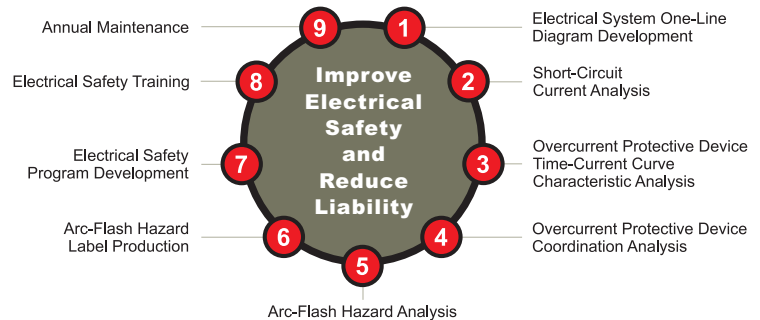 Improve
Electrical
Safety
and
Reduce
Liability
1
Electrical System One-Line
Diagram Development
2
Short-Circuit
Current Analysis
3
Overcurrent Protective Device
Time-Current Curve
Characteristic Analysis
4
Overcurrent Protective Device
Coordination Analysis
5
Arc-Flash Hazard Analysis
6
Arc-Flash Hazard
Label Production
7
Electrical Safety
Program Development
8
Electrical Safety Training
9
Annual Maintenance